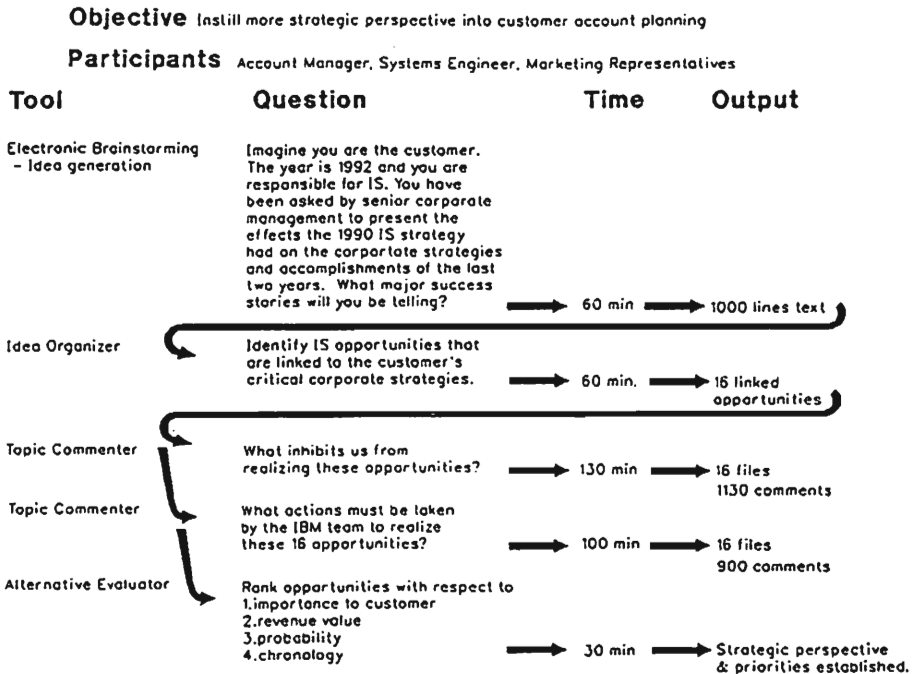 Objective Instill more strategic perspective into customer account planning
Participants Account Manager, Systems Engineer, Marketing Representatives
Tool Question Time Output
Electronic Brainstorming
- Idea generation
Imagine you are the customer.
The year is 1992 and you are
responsible for IS. You have
been asked by senior corporate
management to present the
effects the 1990 IS strategy
had on the corportate strategies
and accomplishments of the last
two years. What major success
stories will you be telling?
60 min
1000 lines text
Idea Organizer
Identify IS opportunities that
are linked to the customer's
critical corporate strategies.
60 min.
16 linked
opportunities
Topic Commenter
What inhibits us from
realizing these opportunities?
130 min
16 files
1130 comments
Topic Commenter
What actions must be taken
by the IBM team to realize
these 16 opportunities?
100 min
16 files
900 comments
Alternative Evaluator
Rank opportunities with respect to
1.importance to customer
2.revenue value
3.probability
4.chronology
30 min
Strategic perspective
& priorities established.